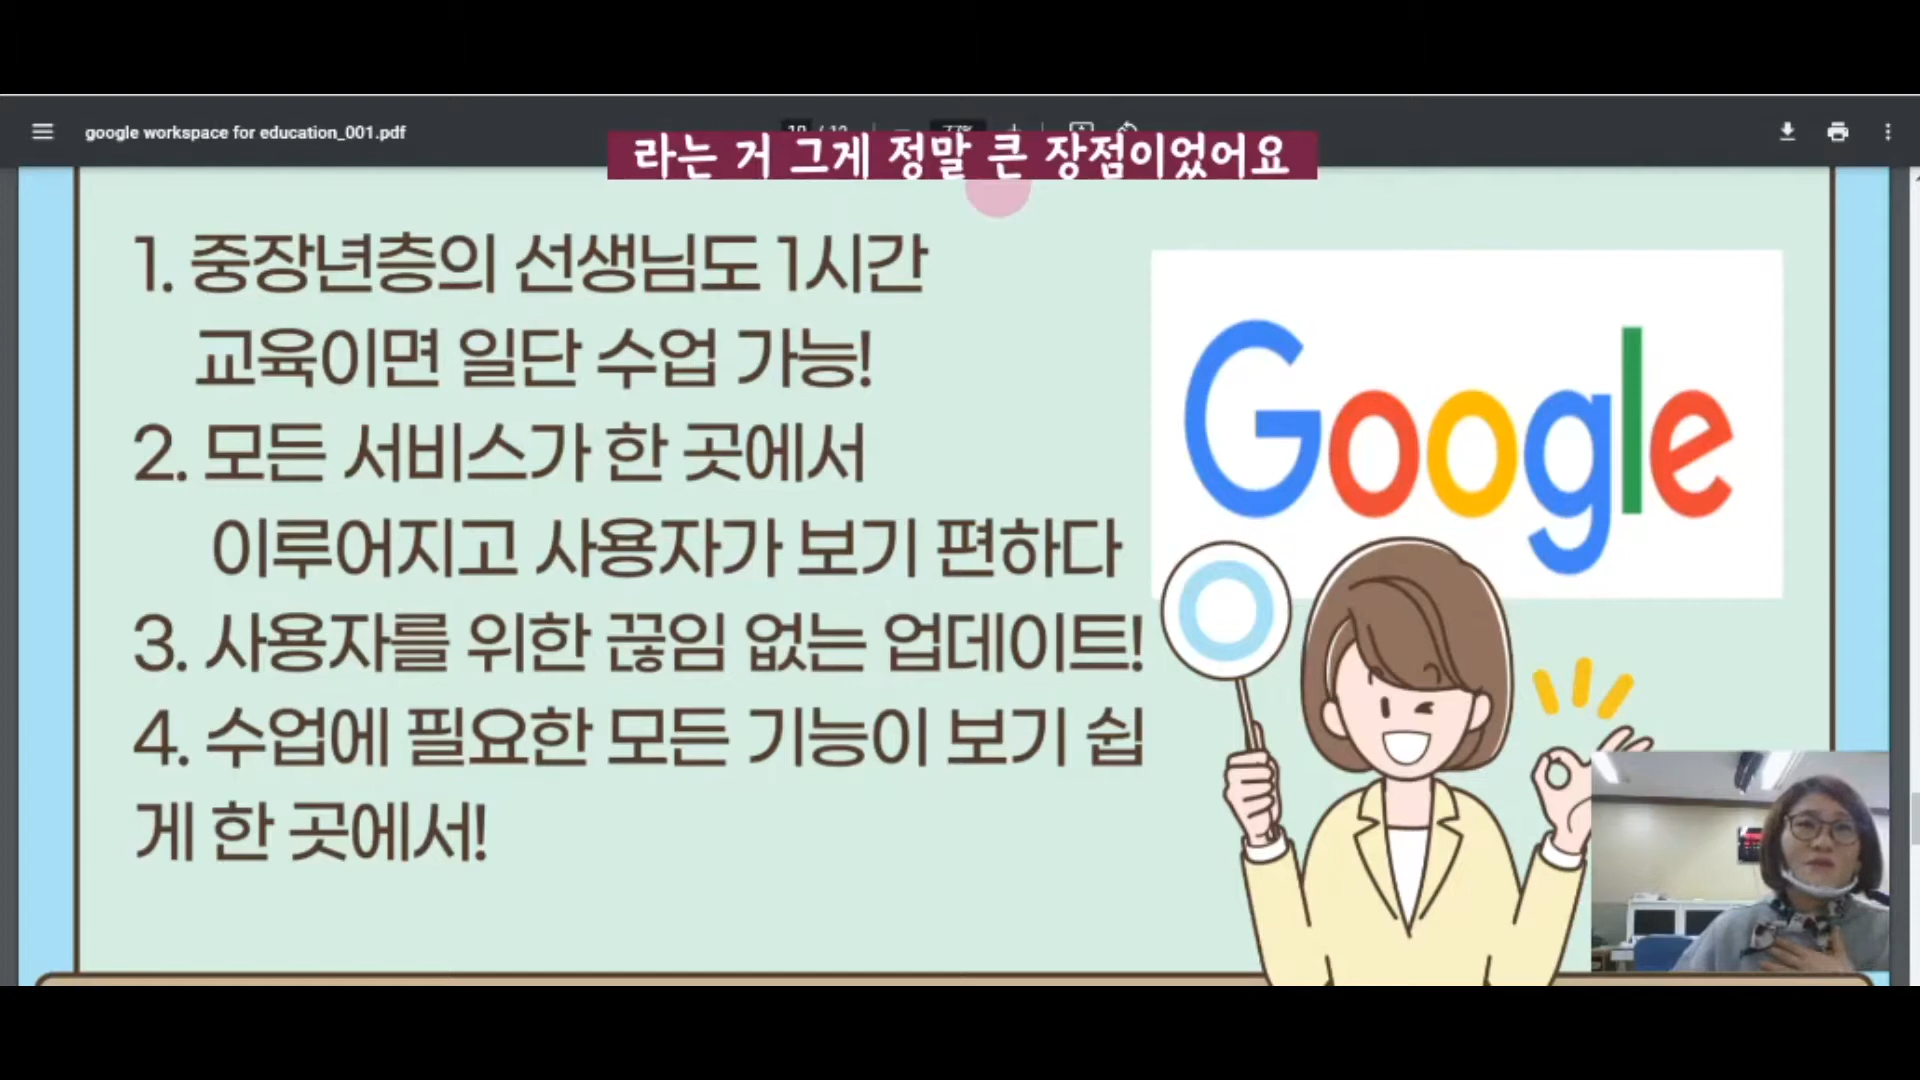 google workspace for education_001.pdf
라는 거 그게 정말 큰 장점이었어요
1. 중장년층의 선생님도 1시간
교육이면 일단 수업 가능!
2. 모든 서비스가 한 곳에서
이루어지고 사용자가 보기 편하다
3. 사용자를 위한 끊임 없는 업데이트!
4. 수업에 필요한 모든 기능이 보기 쉽
게 한 곳에서!
Google